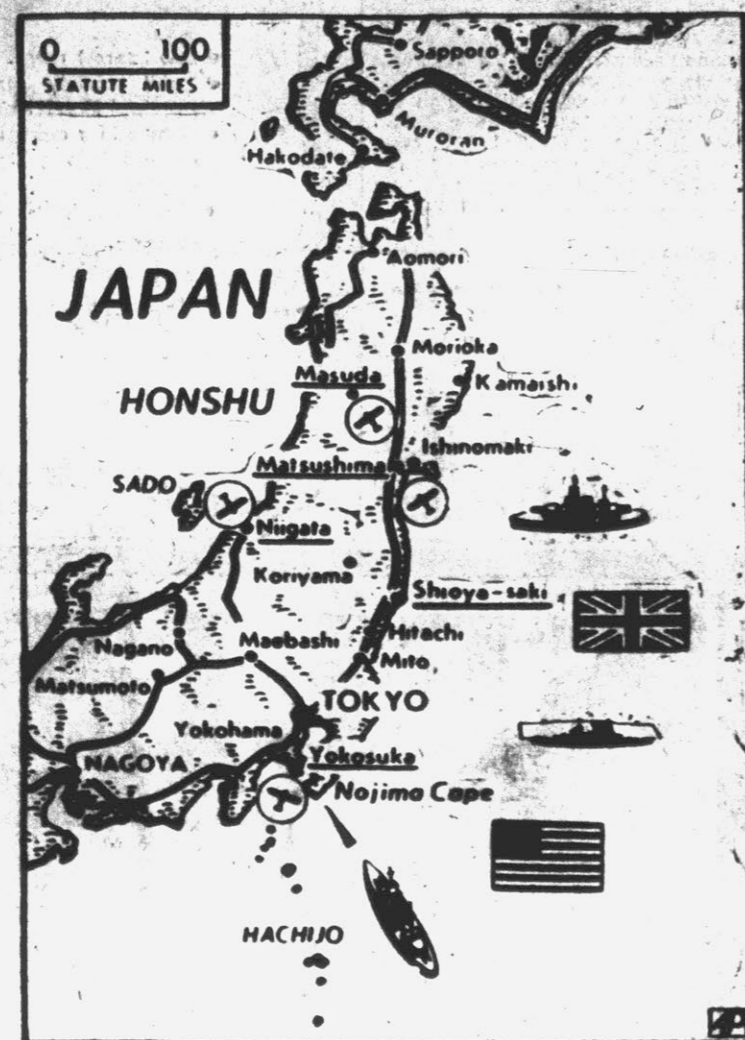 0 100
STATUTE MILES
Sapporo
Muroran
Hakodate
Aomori
JAPAN
Morioka
Masuda
Kamaishi
HONSHU
Ishinomaki
Matsushima
SADO
Niigata
Koriyama
Shioya-saki
Hitachi
Nagano
Maebashi
Mito
Matsumoto
TOKYO
Yokohama
Yokosuka
NAGOYA
Nojima Cape
HACHIJO
AP